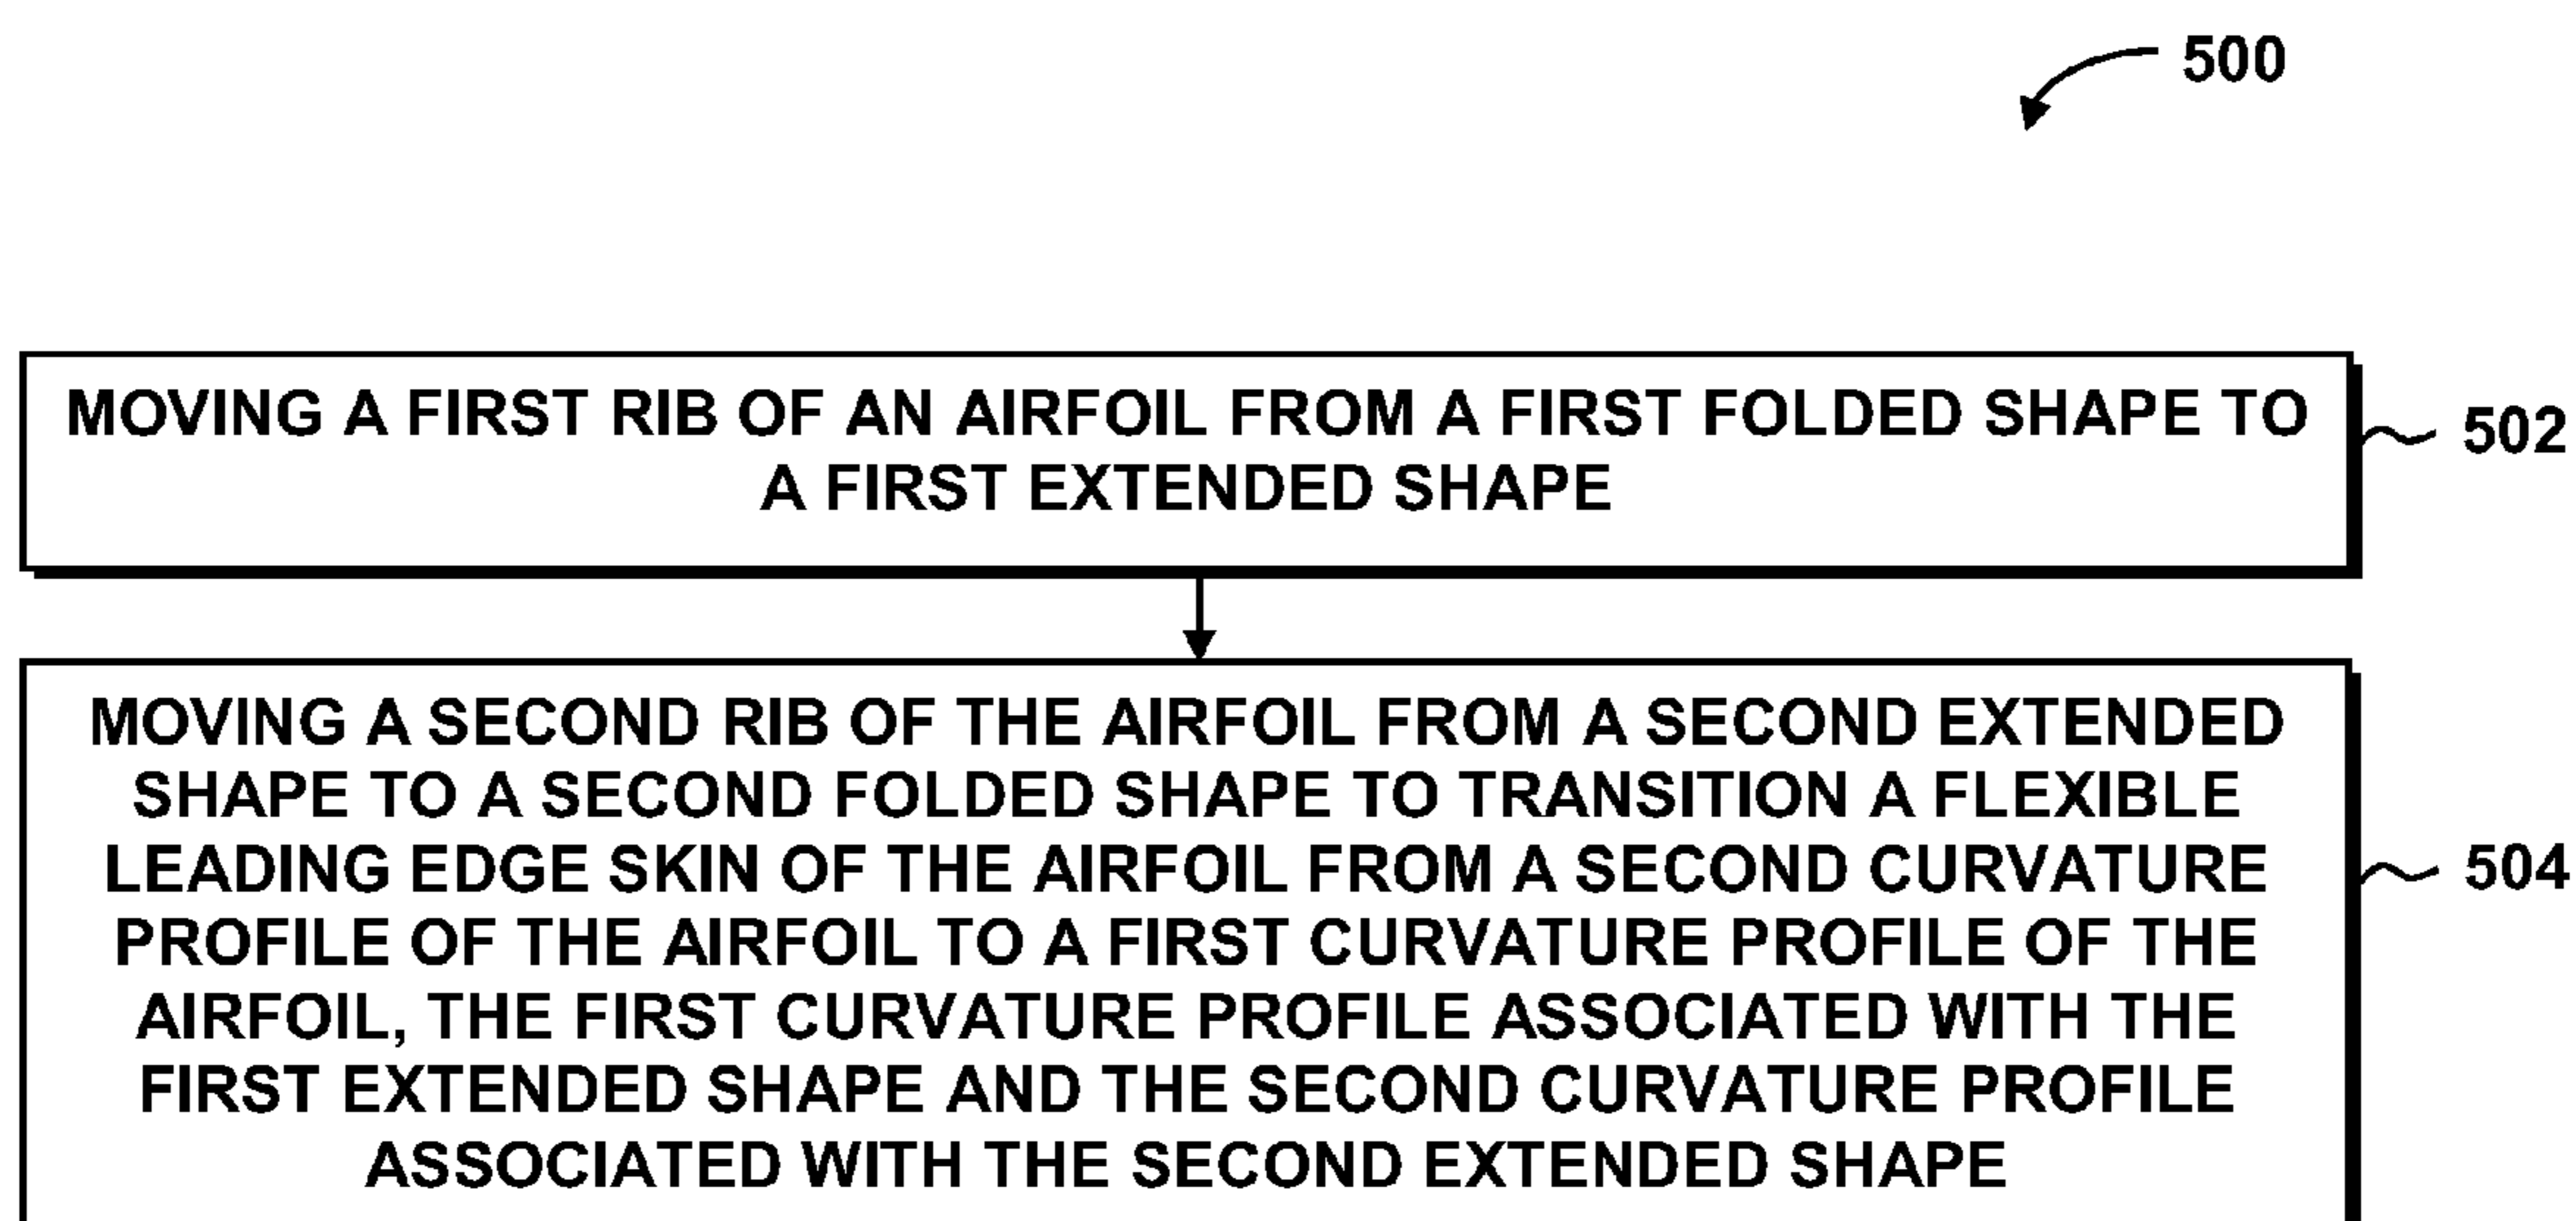 500
MOVING A FIRST RIB OF AN AIRFOIL FROM A FIRST FOLDED SHAPE TO
A FIRST EXTENDED SHAPE
502
MOVING A SECOND RIB OF THE AIRFOIL FROM A SECOND EXTENDED
SHAPE TO A SECOND FOLDED SHAPE TO TRANSITION A FLEXIBLE
LEADING EDGE SKIN OF THE AIRFOIL FROM A SECOND CURVATURE
PROFILE OF THE AIRFOIL TO A FIRST CURVATURE PROFILE OF THE
AIRFOIL, THE FIRST CURVATURE PROFILE ASSOCIATED WITH THE
FIRST EXTENDED SHAPE AND THE SECOND CURVATURE PROFILE
ASSOCIATED WITH THE SECOND EXTENDED SHAPE
504